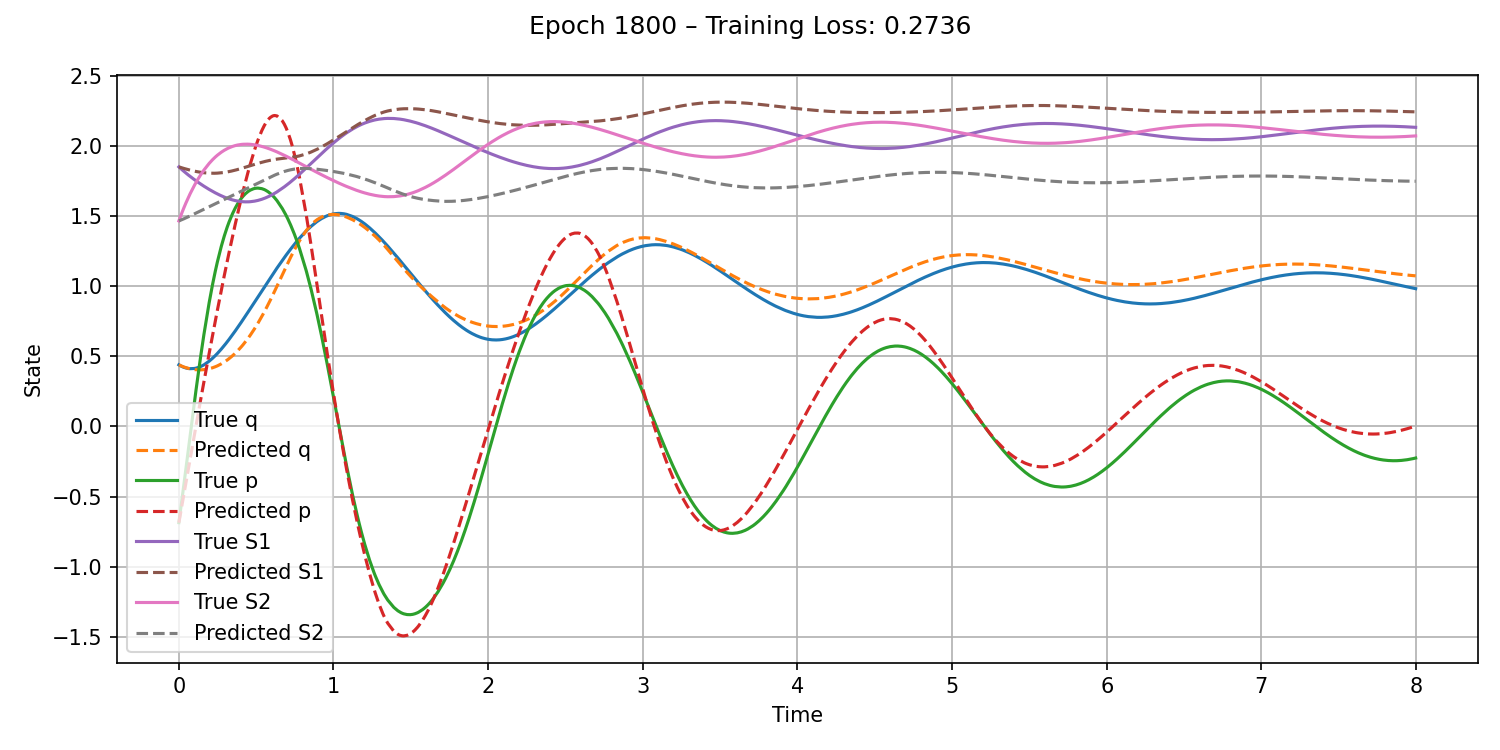 Epoch 1800 – Training Loss: 0.2736
2.5
2.0
1.5
1.0
0.5
0.0
−0.5
−1.0
−1.5
State
True q
Predicted q
True p
Predicted p
True S1
Predicted S1
True S2
Predicted S2
0 1 2 3 4 5 6 7 8
Time